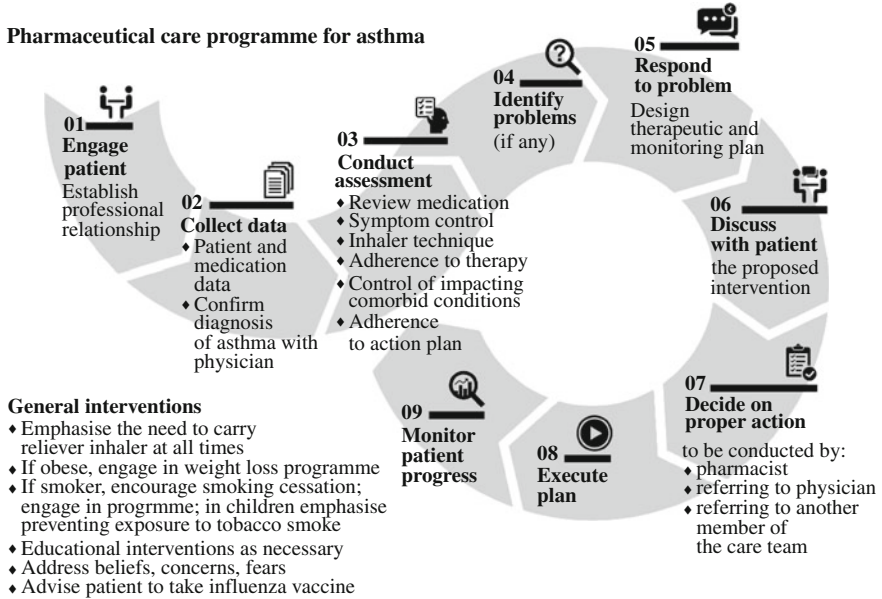 Pharmaceutical care programme for asthma
01
Engage
patient
Establish
professional
relationship
02
Collect data
♦ Patient and
medication
data
♦ Confirm
diagnosis
of asthma with
physician
03
Conduct
assessment
♦ Review medication
♦ Symptom control
♦ Inhaler technique
♦ Adherence to therapy
♦ Control of impacting
comorbid conditions
♦ Adherence
to action plan
04
Identify
problems
(if any)
05
Respond
to problem
Design
therapeutic and
monitoring plan
06
Discuss
with patient
the proposed
intervention
07
Decide on
proper action
to be conducted by:
♦ pharmacist
♦ referring to physician
♦ referring to another
member of
the care team
08
Execute
plan
09
Monitor
patient
progress
General interventions
♦ Emphasise the need to carry
reliever inhaler at all times
♦ If obese, engage in weight loss programme
♦ If smoker, encourage smoking cessation;
engage in progrmme; in children emphasise
preventing exposure to tobacco smoke
♦ Educational interventions as necessary
♦ Address beliefs, concerns, fears
♦ Advise patient to take influenza vaccine